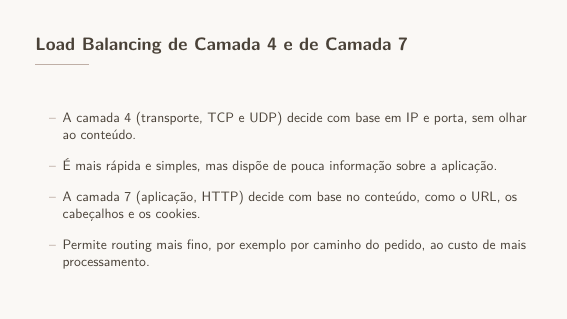 Load Balancing de Camada 4 e de Camada 7
– A camada 4 (transporte, TCP e UDP) decide com base em IP e porta, sem olhar
ao conteúdo.
– É mais rápida e simples, mas dispõe de pouca informação sobre a aplicação.
– A camada 7 (aplicação, HTTP) decide com base no conteúdo, como o URL, os
cabeçalhos e os cookies.
– Permite routing mais fino, por exemplo por caminho do pedido, ao custo de mais
processamento.